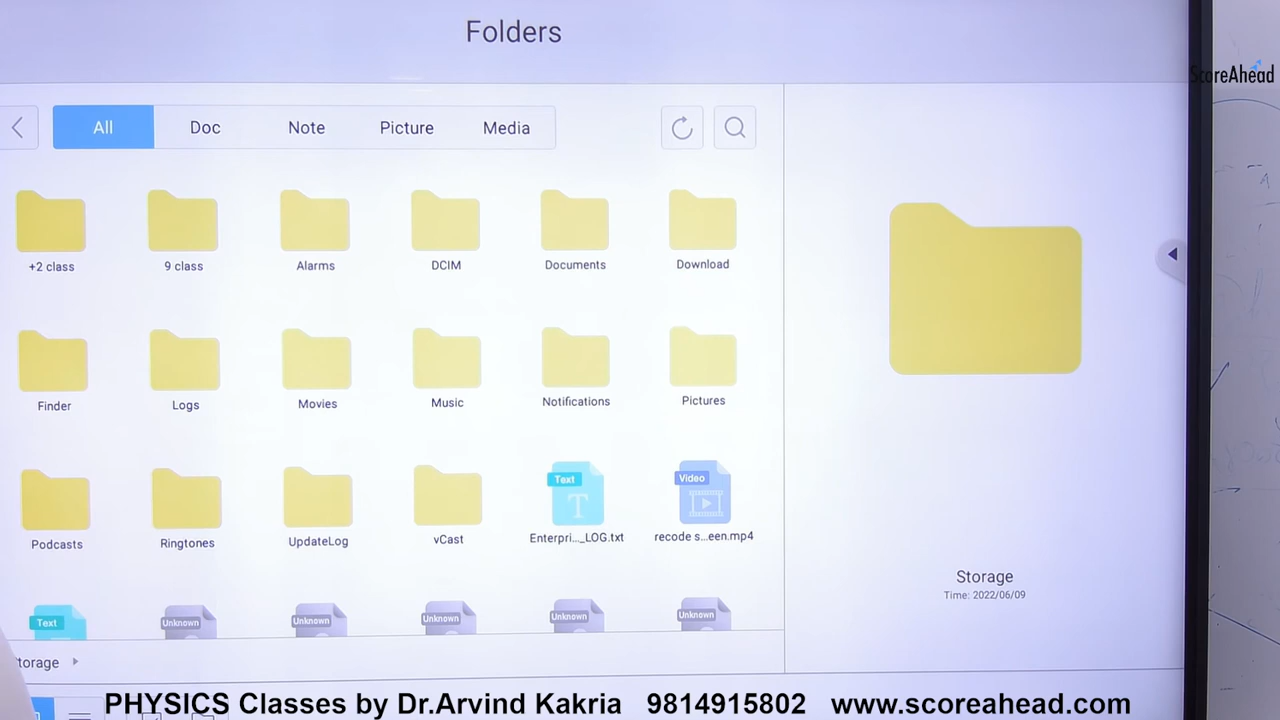 Folders
ScoreAhead
All Doc Note Picture Media
+2 class 9 class Alarms DCIM Documents Download
Finder Logs Movies Music Notifications Pictures
Text Video
Podcasts Ringtones UpdateLog vCast Enterpri..._LOG.txt recode s...een.mp4
Storage
Time: 2022/06/09
Text Unknown Unknown Unknown Unknown Unknown
torage
PHYSICS Classes by Dr.Arvind Kakria 9814915802 www.scoreahead.com